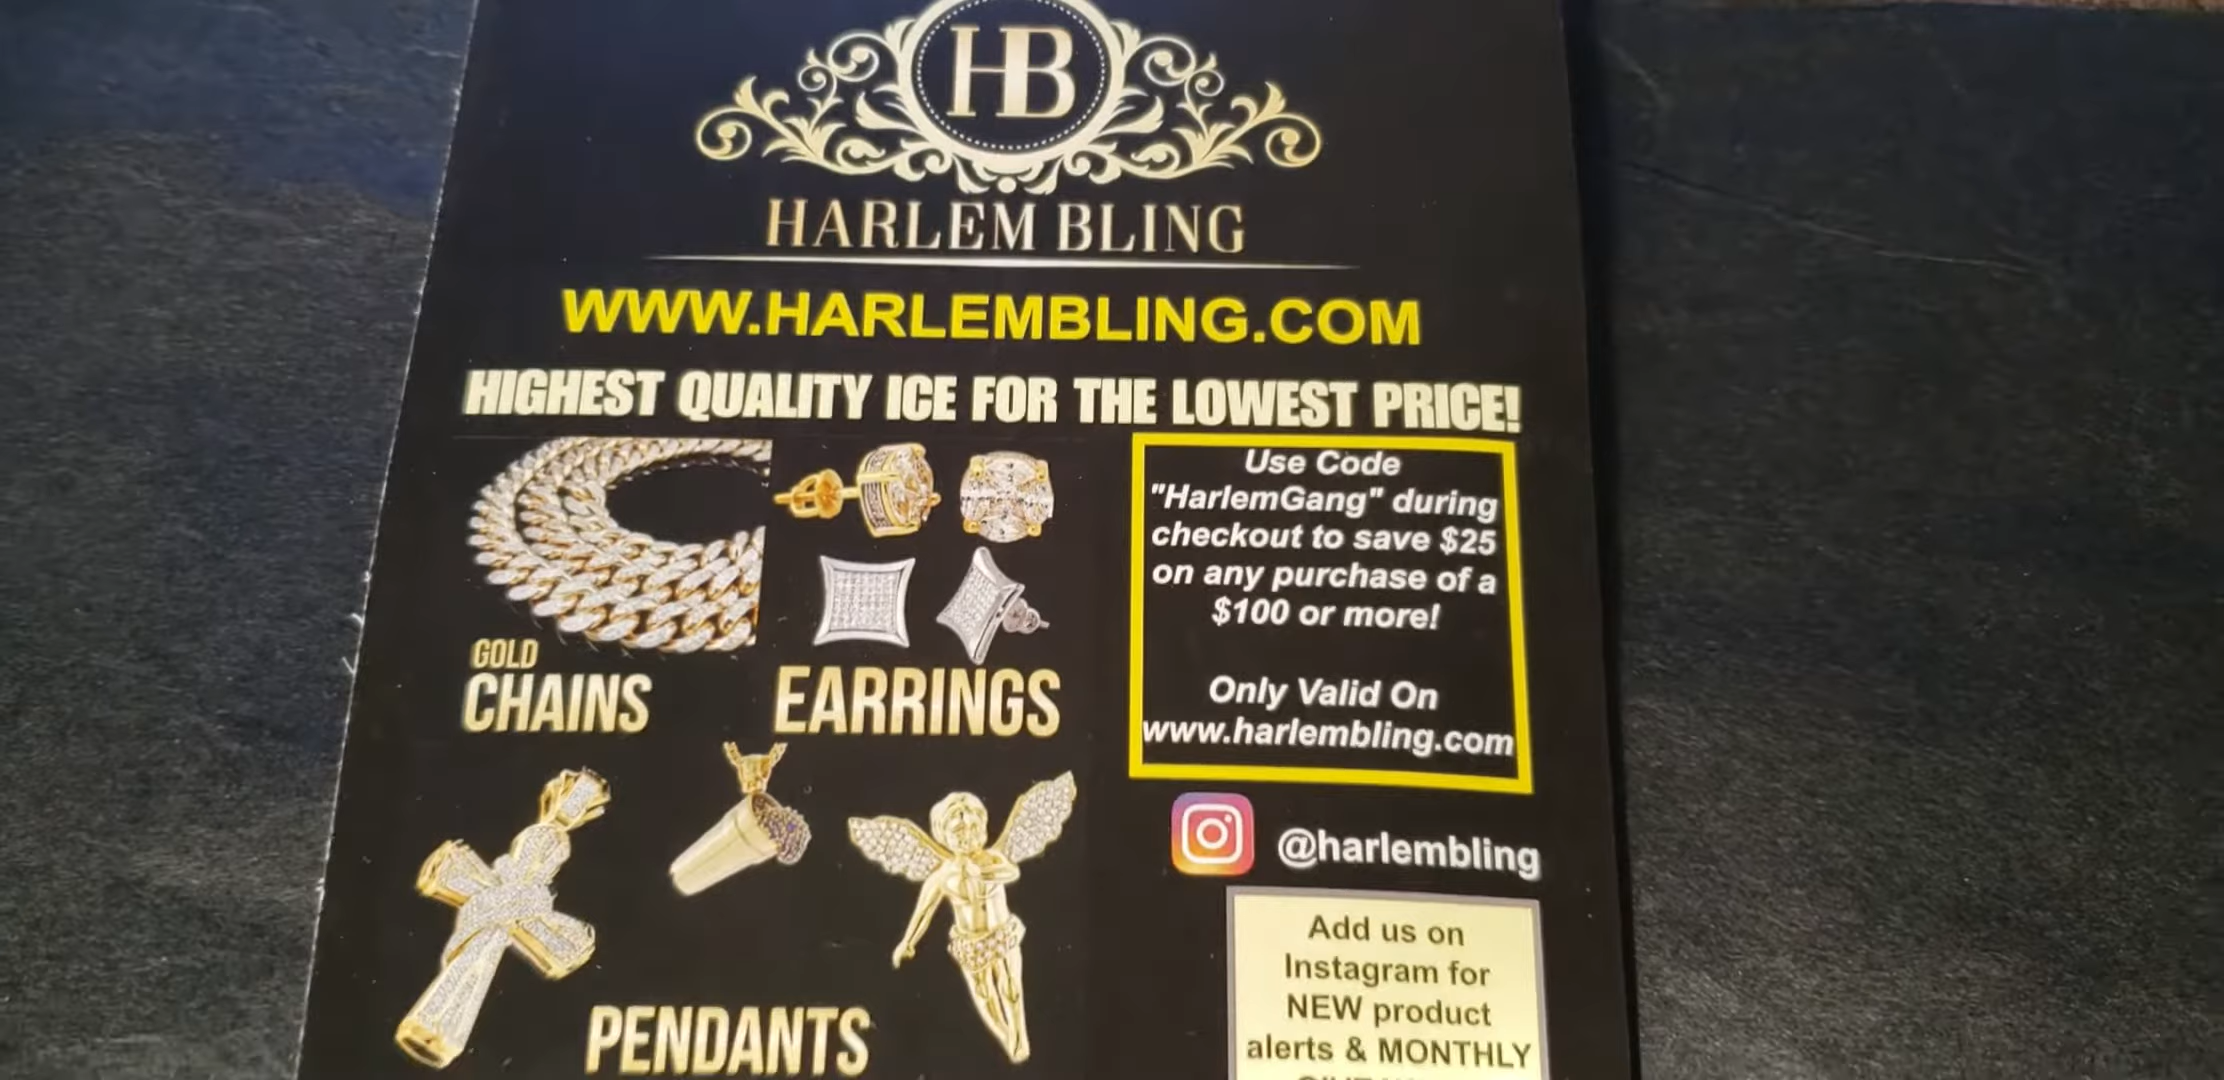 HB
HARLEM BLING
WWW.HARLEMBLING.COM
HIGHEST QUALITY ICE FOR THE LOWEST PRICE!
GOLD
CHAINS
EARRINGS
PENDANTS
Use Code
"HarlemGang" during
checkout to save $25
on any purchase of a
$100 or more!
Only Valid On
www.harlembling.com
@harlembling
Add us on
Instagram for
NEW product
alerts & MONTHLY